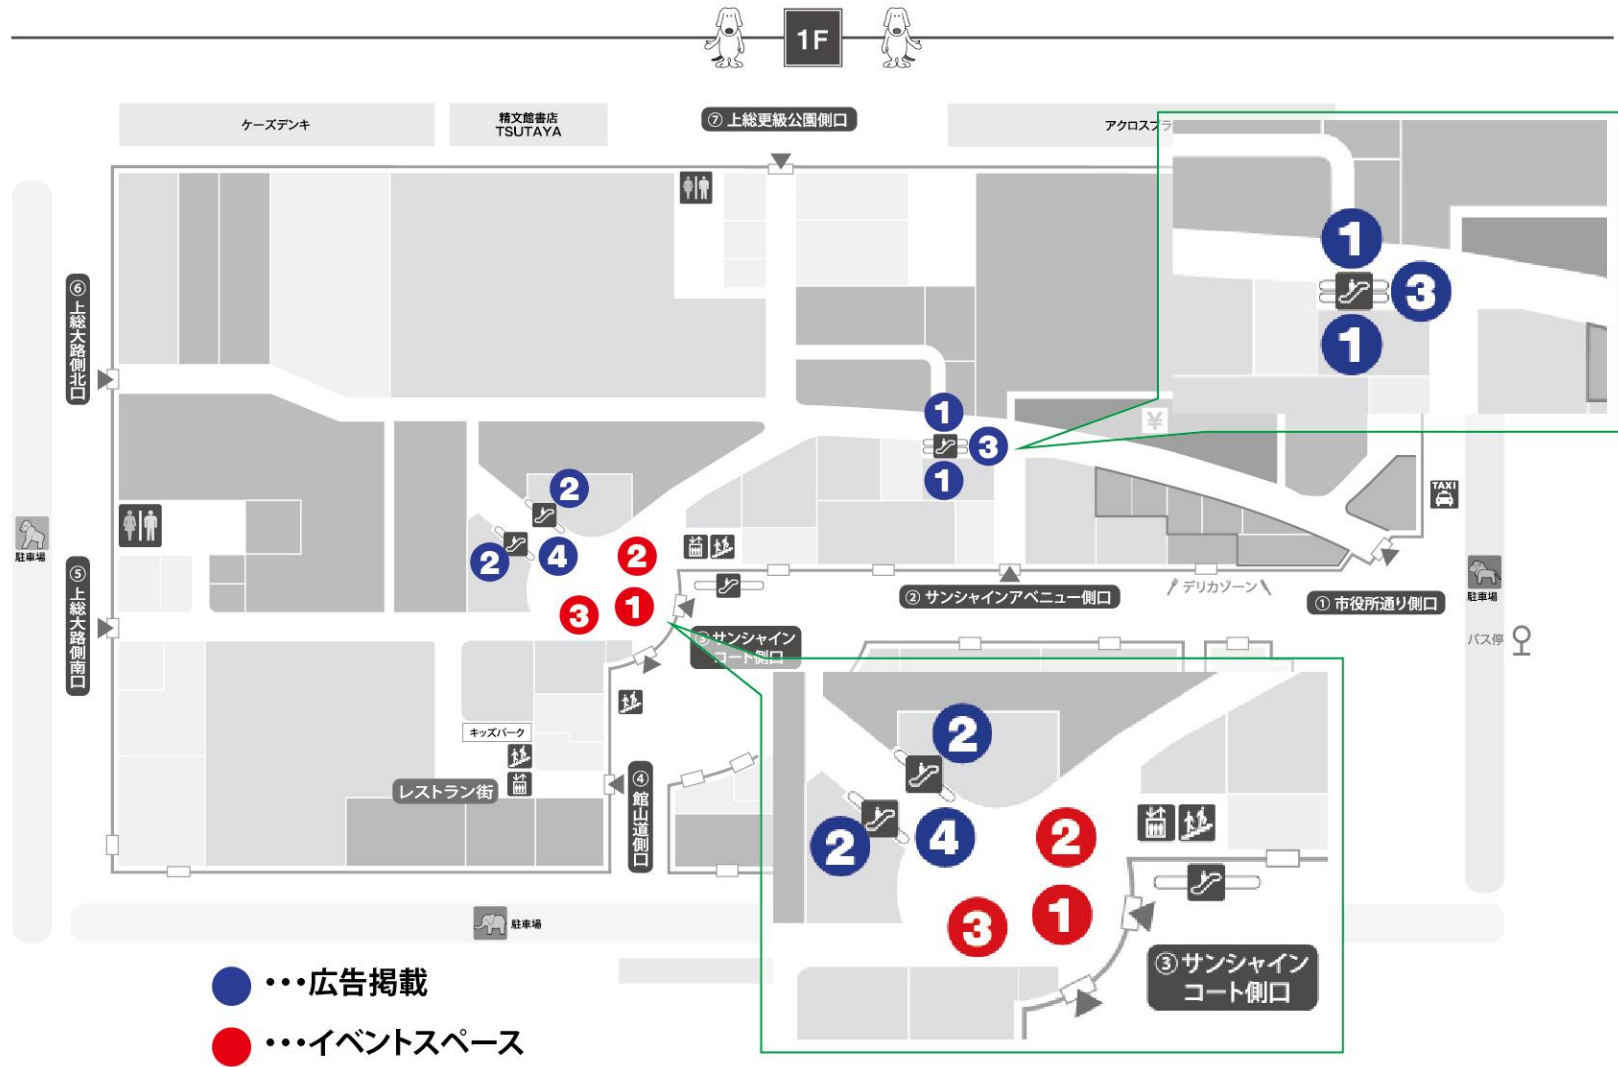 1F
ケーズデンキ
精文館書店
TSUTAYA
⑦ 上総更級公園側口
アクロスプラ
1
3
1
⑥ 上総大路側北口
1
3
1
¥
2
2
4
2
3
1
TAXI
駐車場
駐車場
⑤ 上総大路側南口
② サンシャインアベニュー側口
デリカゾーン
① 市役所通り側口
バス停
③ サンシャイン
コート側口
キッズパーク
レストラン街
④ 館山道側口
2
2
4
2
3
1
③ サンシャイン
コート側口
駐車場
・・・広告掲載
・・・イベントスペース